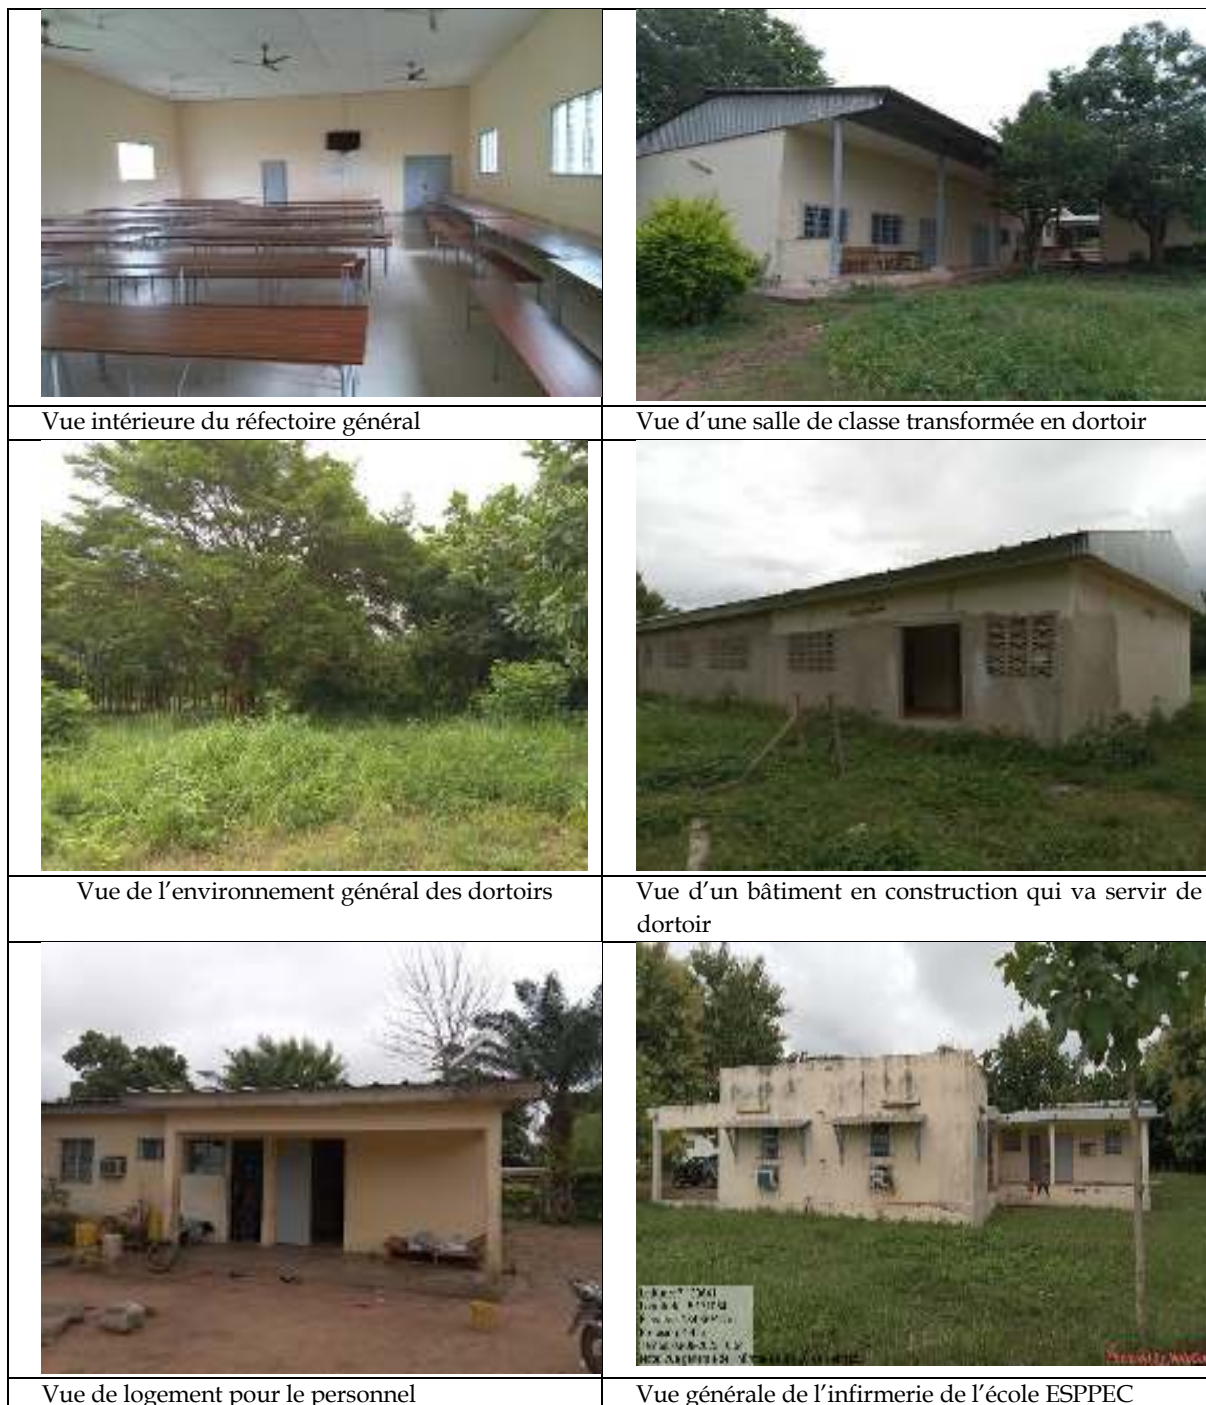 Vue intérieure du réfectoire général
Vue d'une salle de classe transformée en dortoir
Vue de l'environnement général des dortoirs
Vue d'un bâtiment en construction qui va servir de
dortoir
Vue de logement pour le personnel
Vue générale de l'infirmerie de l'école ESPPEC